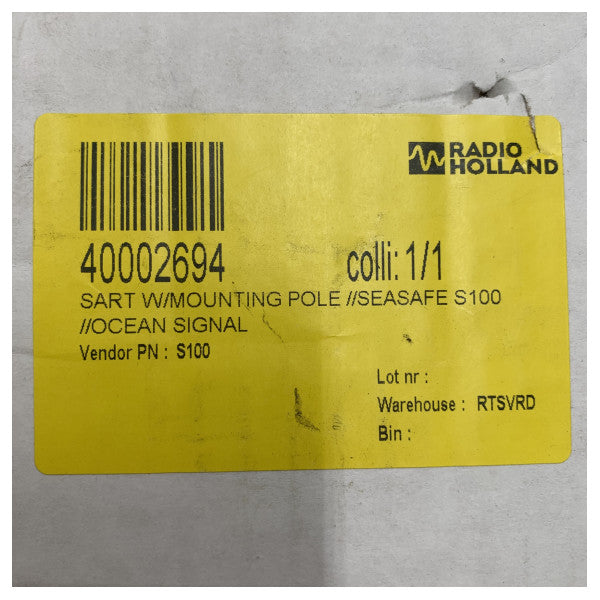 RADIO
HOLLAND
40002694 colli: 1/1
SART W/MOUNTING POLE //SEASAFE S100
//OCEAN SIGNAL
Vendor PN : S100
Lot nr :
Warehouse : RTSVRD
Bin :